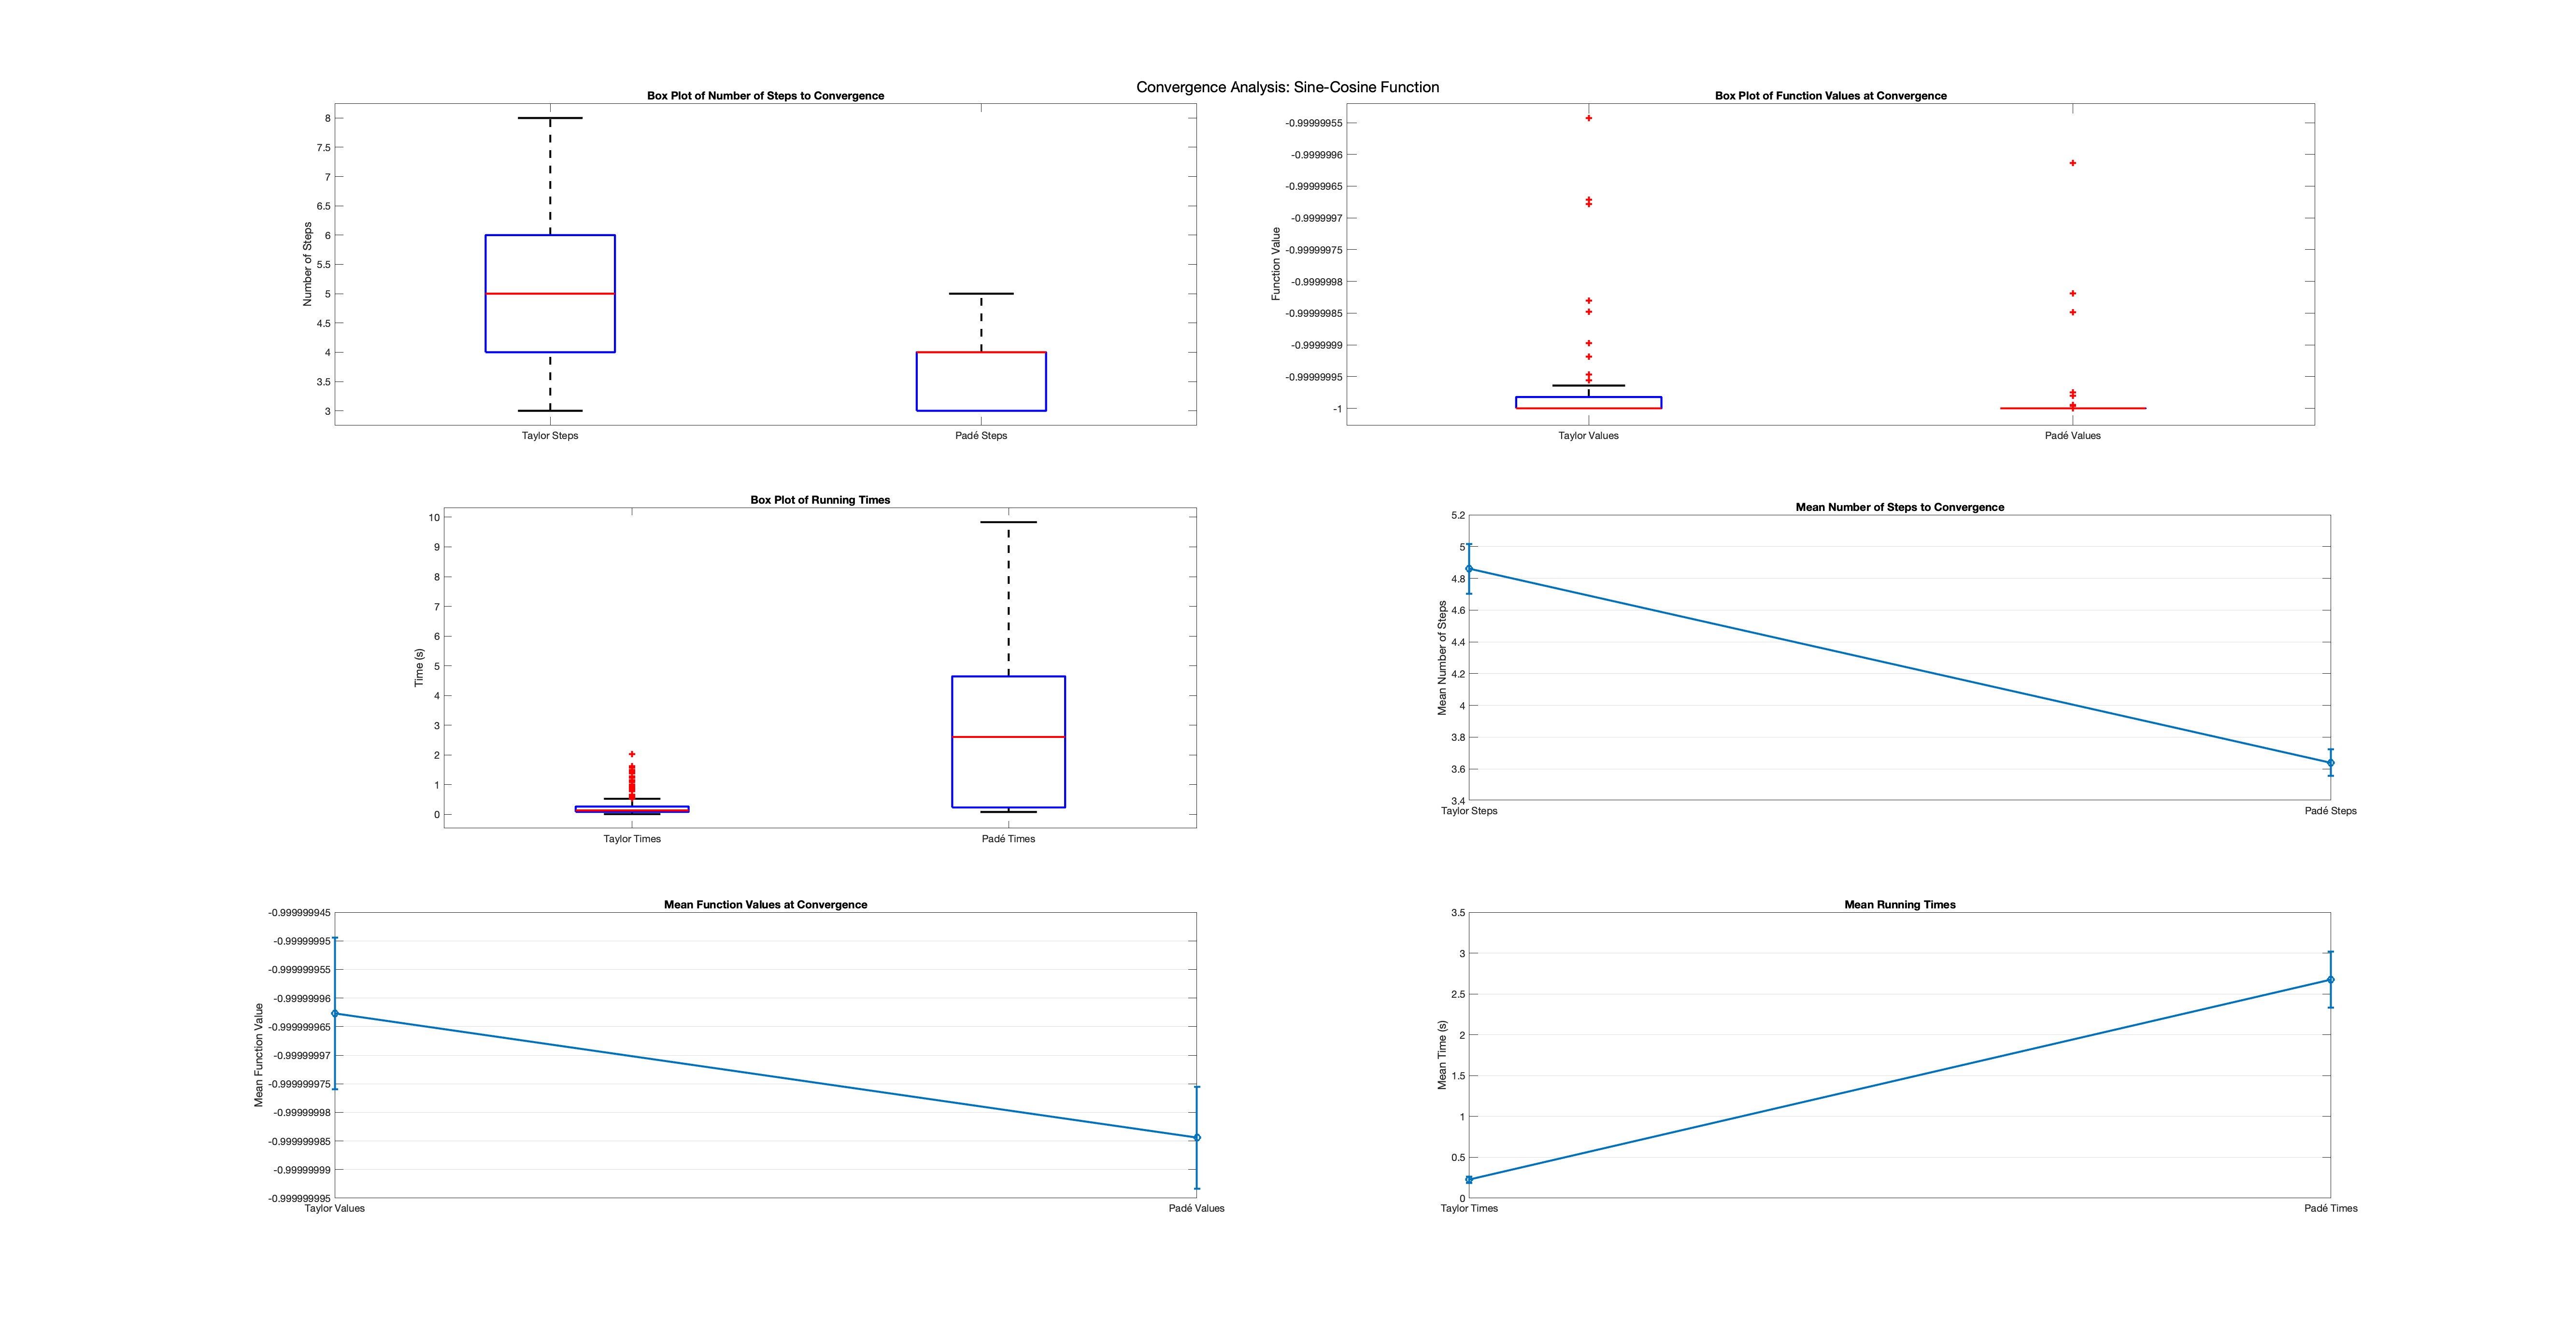 Convergence Analysis: Sine-Cosine Function
Box Plot of Number of Steps to Convergence
Number of Steps
8
7.5
7
6.5
6
5.5
5
4.5
4
3.5
3
Taylor Steps
Padé Steps
Box Plot of Function Values at Convergence
Function Value
-0.99999955
-0.9999996
-0.99999965
-0.9999997
-0.99999975
-0.9999998
-0.99999985
-0.9999999
-0.99999995
-1
Taylor Values
Padé Values
Box Plot of Running Times
Time (s)
10
9
8
7
6
5
4
3
2
1
0
Taylor Times
Padé Times
Mean Number of Steps to Convergence
Mean Number of Steps
5.2
5
4.8
4.6
4.4
4.2
4
3.8
3.6
3.4
Taylor Steps
Padé Steps
Mean Function Values at Convergence
Mean Function Value
-0.999999945
-0.99999995
-0.999999955
-0.99999996
-0.999999965
-0.99999997
-0.999999975
-0.99999998
-0.999999985
-0.99999999
-0.999999995
Taylor Values
Padé Values
Mean Running Times
Mean Time (s)
3.5
3
2.5
2
1.5
1
0.5
0
Taylor Times
Padé Times